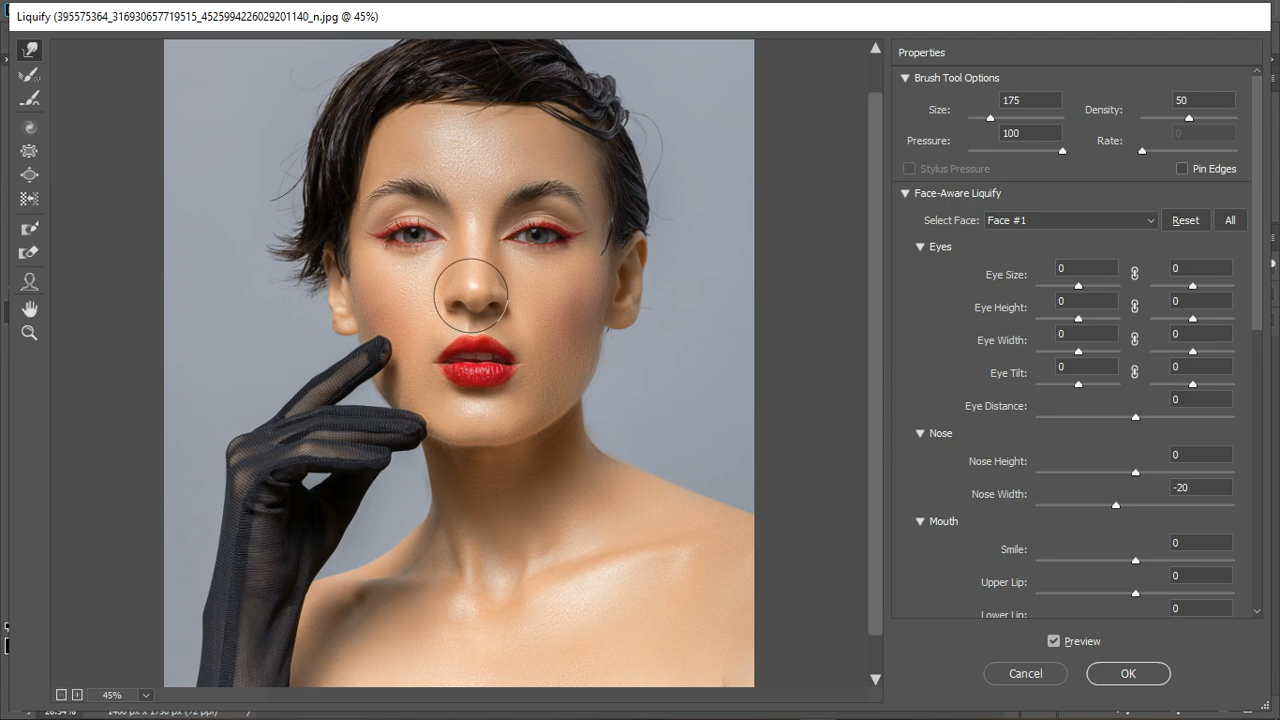 Liquify (395575364_316930657719515_4525994226029201140_n.jpg @ 45%)
Properties
Brush Tool Options
Size: 175 Density: 50
Pressure: 100 Rate: 0
Stylus Pressure Pin Edges
Face-Aware Liquify
Select Face: Face #1 Reset All
Eyes
Eye Size: 0 0
Eye Height: 0 0
Eye Width: 0 0
Eye Tilt: 0 0
Eye Distance: 0
Nose
Nose Height: 0
Nose Width: -20
Mouth
Smile: 0
Upper Lip: 0
Lower Lip: 0
Preview
Cancel OK
45%